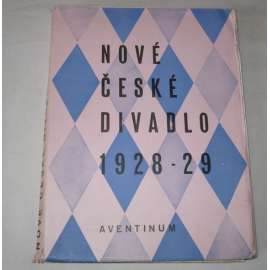 NOVÉ
ČESKÉ
DIVADLO
1928-29
AVENTINUM